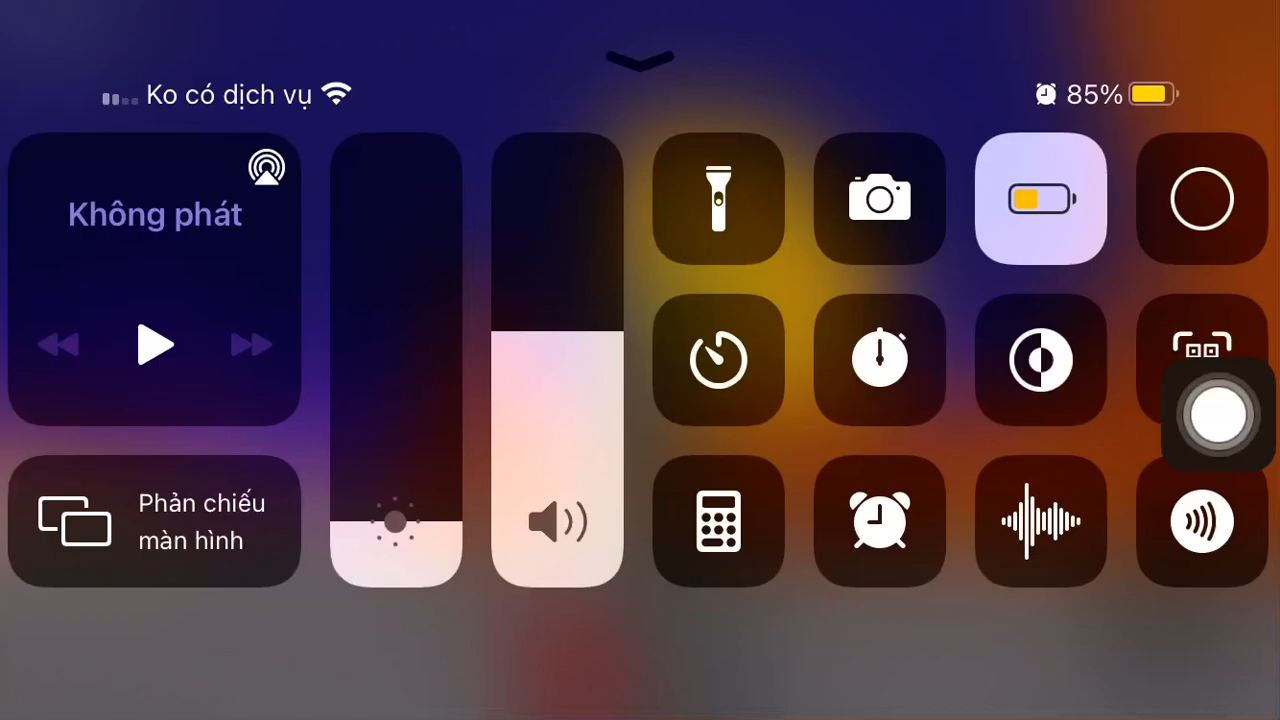 Ko có dịch vụ
85%
Không phát
Phản chiếu
màn hình